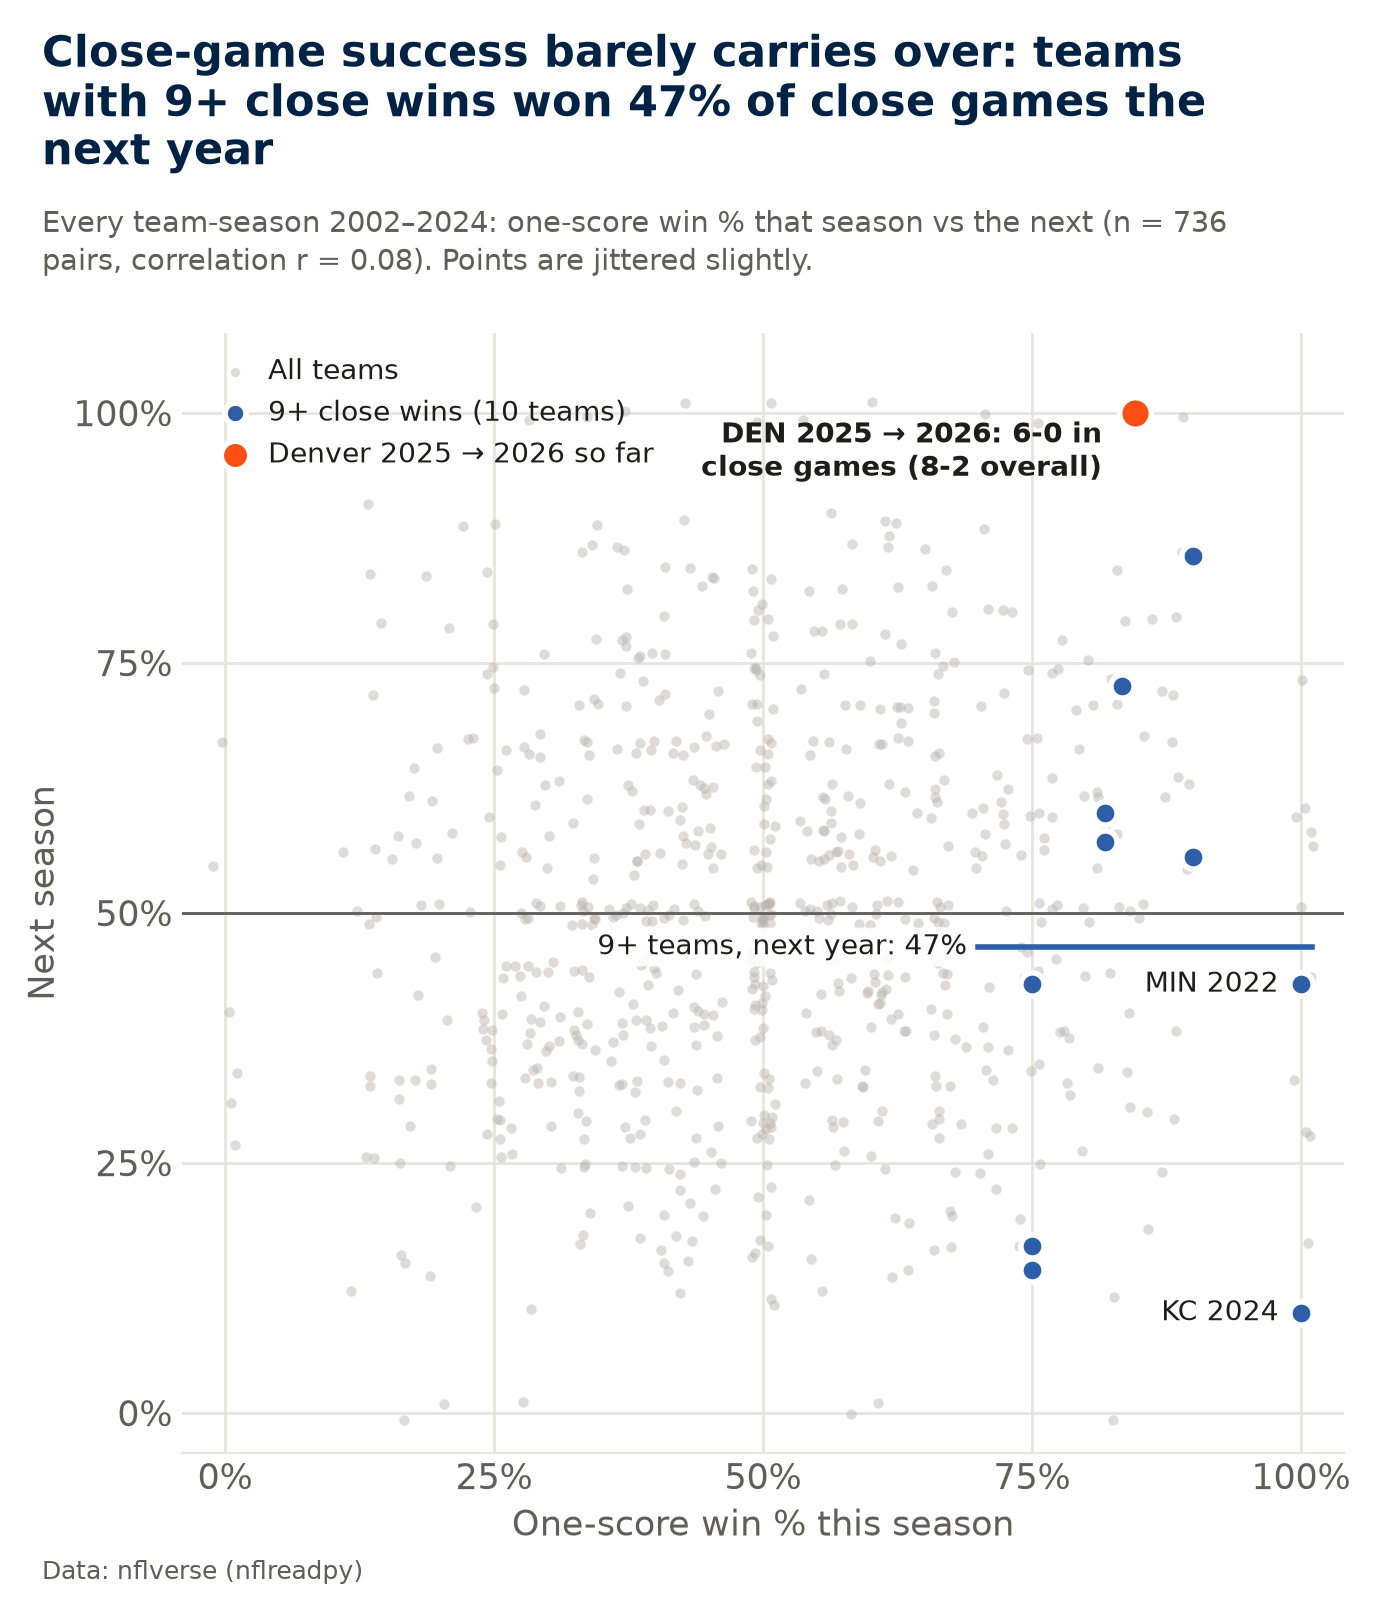 Close-game success barely carries over: teams
with 9+ close wins won 47% of close games the
next year
Every team-season 2002–2024: one-score win % that season vs the next (n = 736
pairs, correlation r = 0.08). Points are jittered slightly.
All teams
9+ close wins (10 teams)
Denver 2025 → 2026 so far
DEN 2025 → 2026: 6-0 in
close games (8-2 overall)
100%
75%
50%
25%
0%
Next season
9+ teams, next year: 47%
MIN 2022
KC 2024
0%
25%
50%
75%
100%
One-score win % this season
Data: nflverse (nflreadpy)